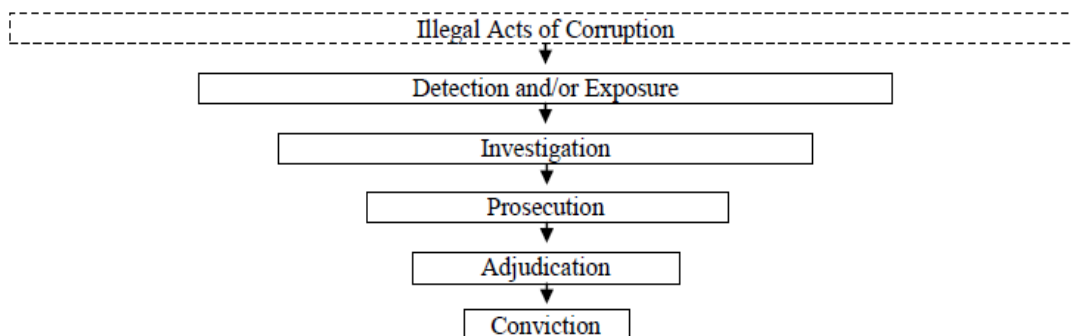 Illegal Acts of Corruption
Detection and/or Exposure
Investigation
Prosecution
Adjudication
Conviction